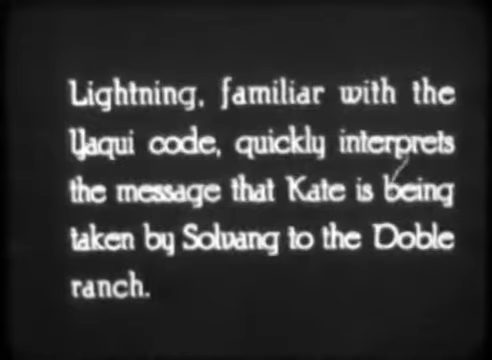 Lightning, familiar with the
Yaqui code, quickly interprets
the message that Kate is being
taken by Solvang to the Doble
ranch.